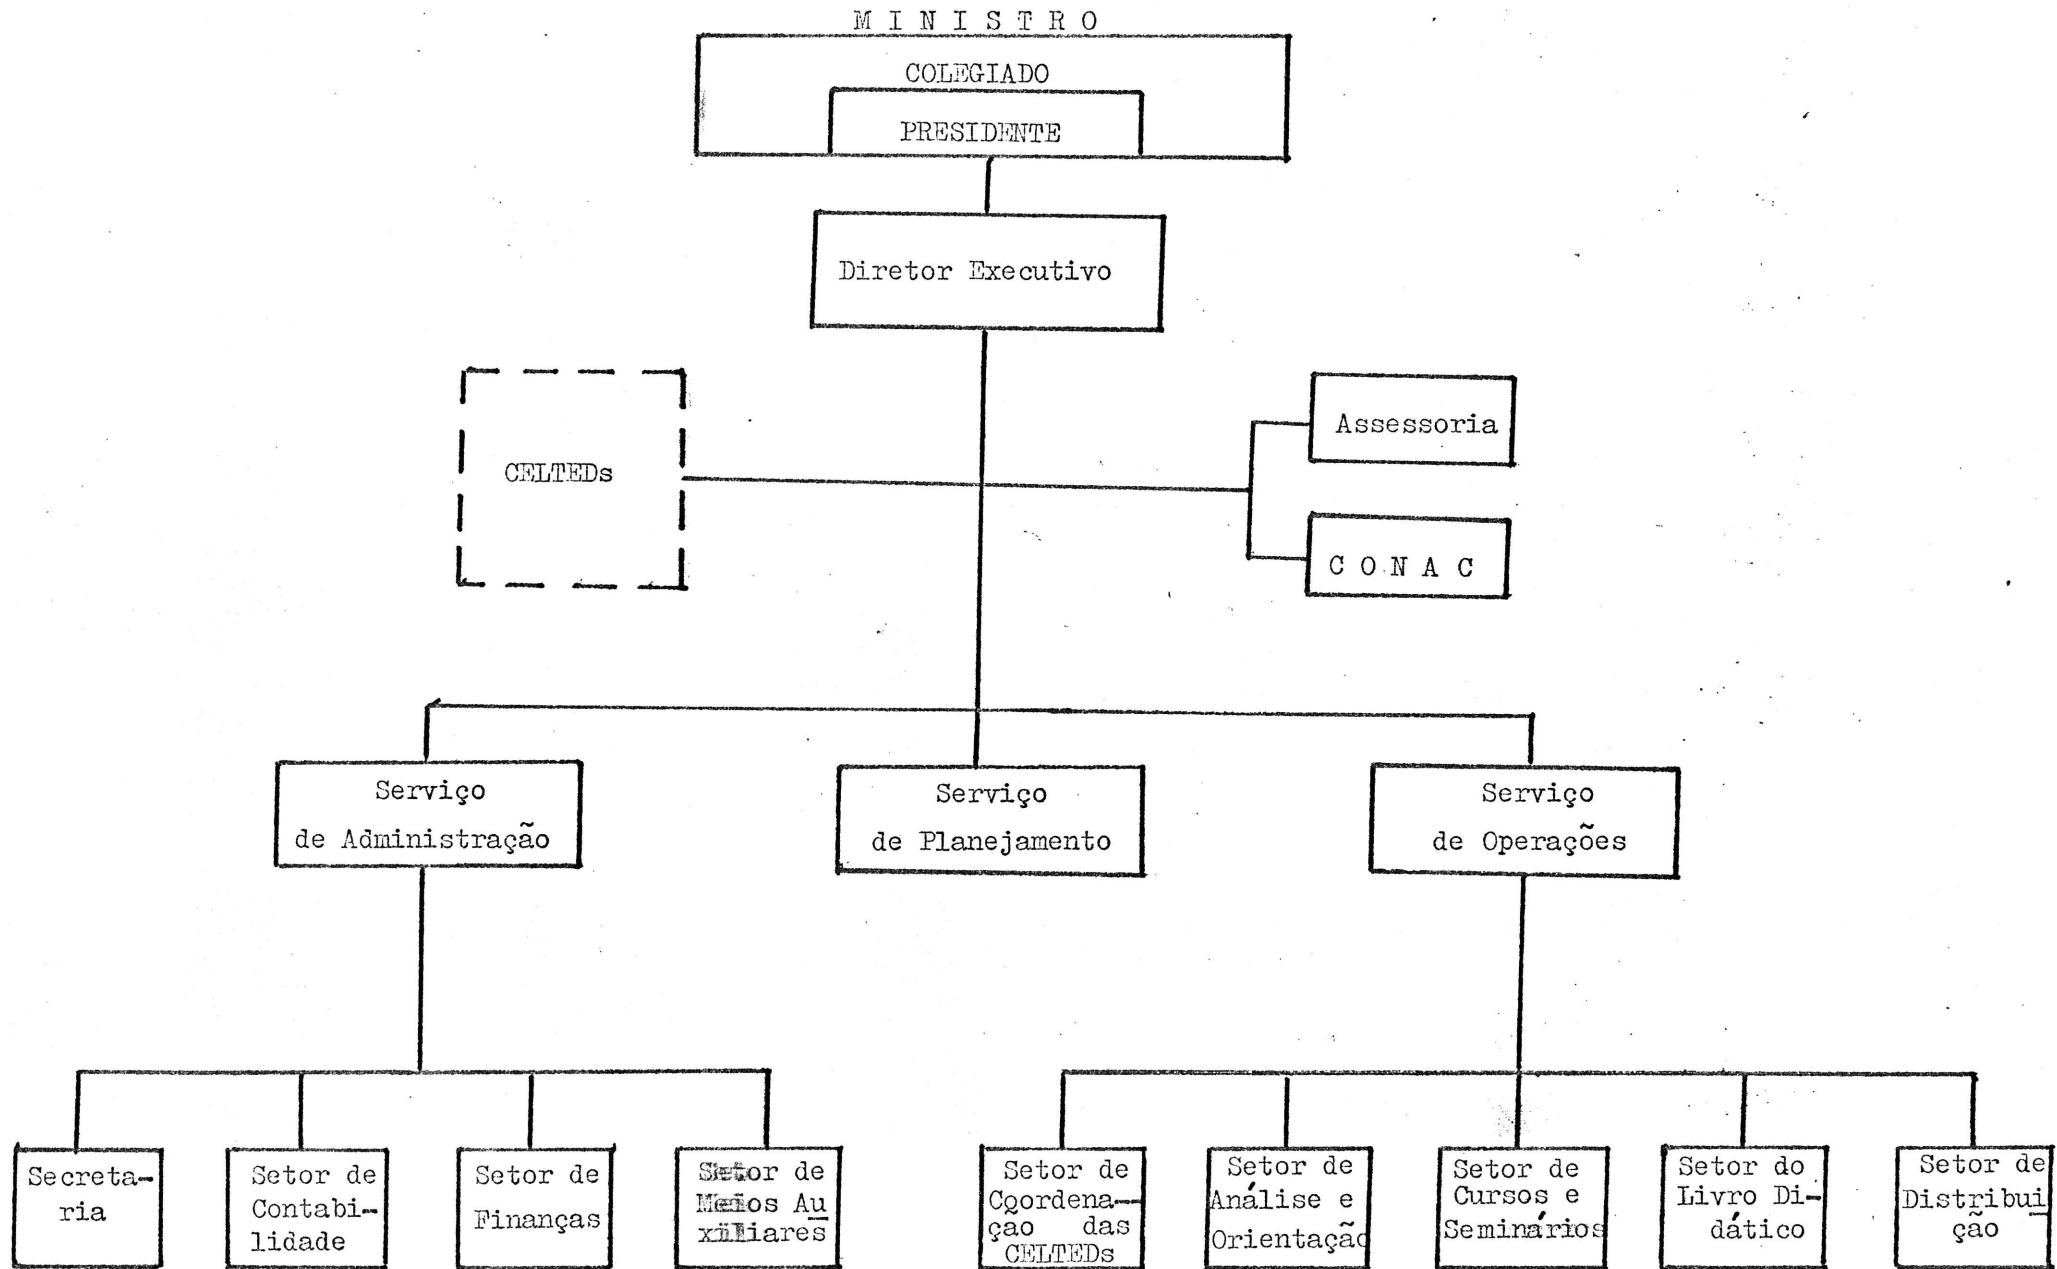 M I N I S T R O
COLEGIADO
PRESIDENTE
Diretor Executivo
CELTEDs
Assessoria
C O N A C
Serviço
de Administração
Serviço
de Planejamento
Serviço
de Operações
Secreta-
ria
Setor de
Contabi-
lidade
Setor de
Finanças
Setor de
Meios Au
xiliares
Setor de
Coordena-
ção das
CELTEDs
Setor de
Análise e
Orientação
Setor de
Cursos e
Seminários
Setor do
Livro Di-
dático
Setor de
Distribui
ção